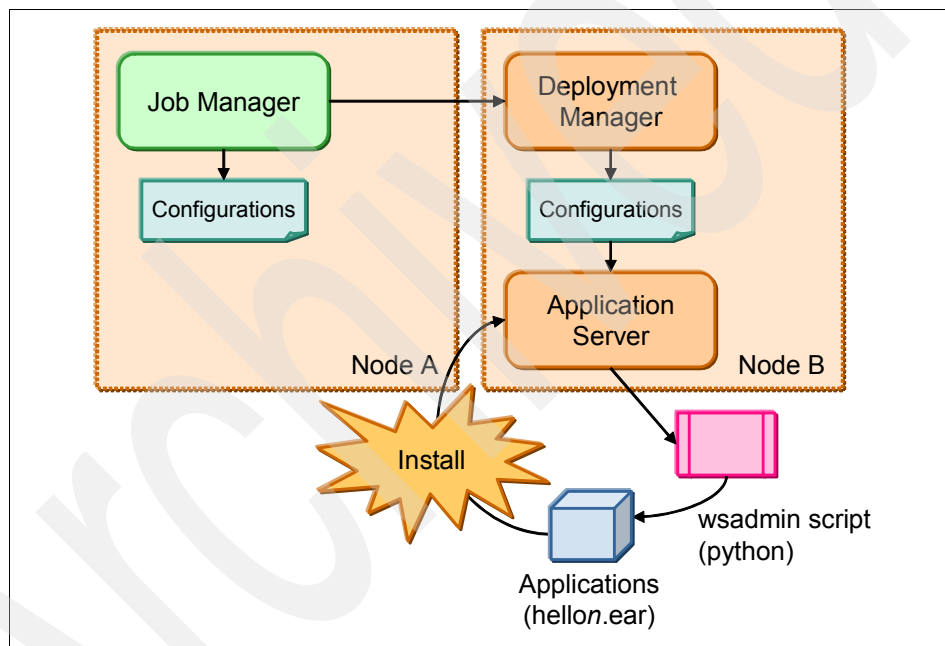 Job Manager
Deployment
Manager
Configurations
Configurations
Application
Server
Node A
Node B
Install
wsadmin script
(python)
Applications
(hellon.ear)